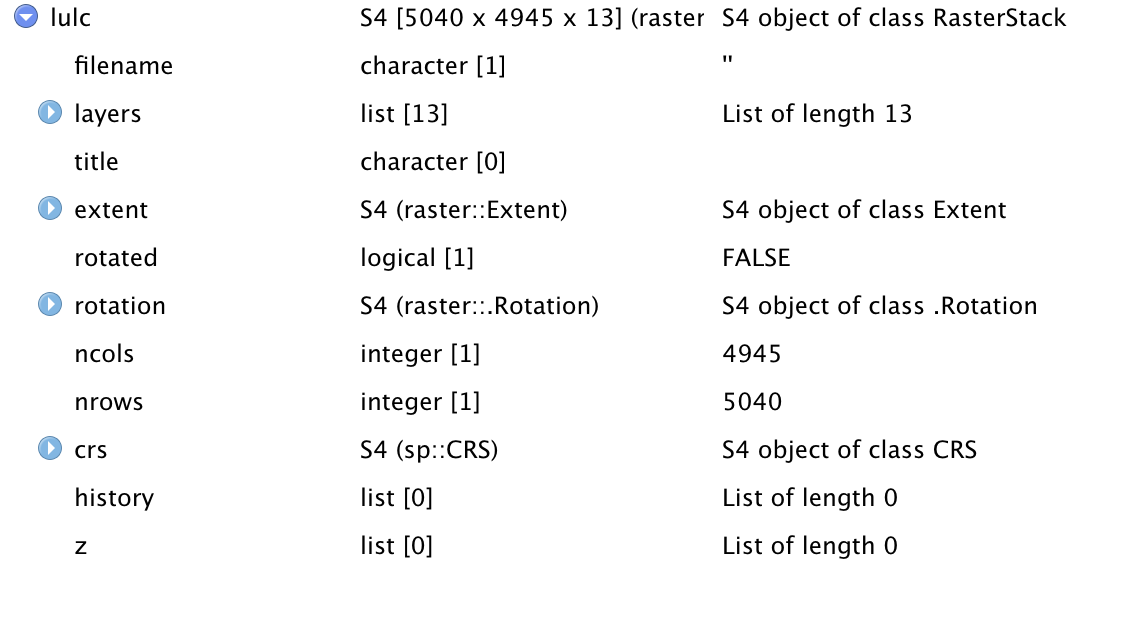 lulc S4 [5040 x 4945 x 13] (raster S4 object of class RasterStack
filename character [1] ''
layers list [13] List of length 13
title character [0]
extent S4 (raster::Extent) S4 object of class Extent
rotated logical [1] FALSE
rotation S4 (raster::.Rotation) S4 object of class .Rotation
ncols integer [1] 4945
nrows integer [1] 5040
crs S4 (sp::CRS) S4 object of class CRS
history list [0] List of length 0
z list [0] List of length 0